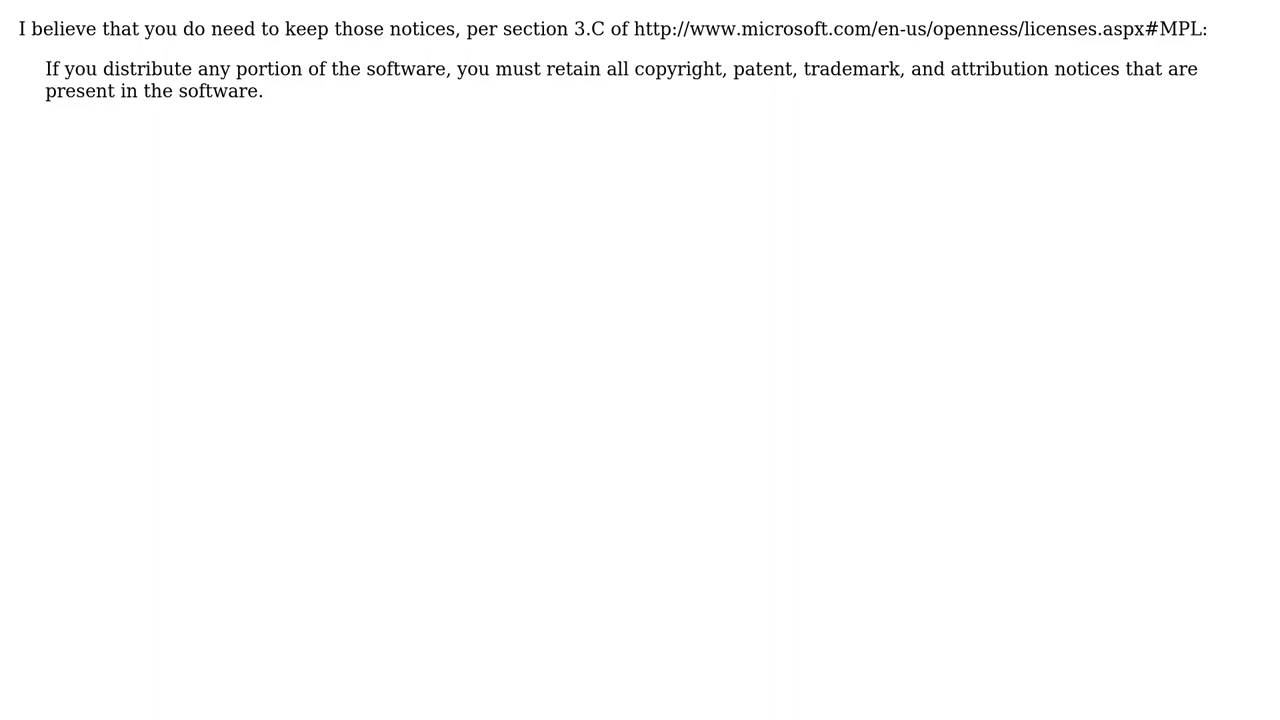 I believe that you do need to keep those notices, per section 3.C of http://www.microsoft.com/en-us/openness/licenses.aspx#MPL:
If you distribute any portion of the software, you must retain all copyright, patent, trademark, and attribution notices that are
present in the software.